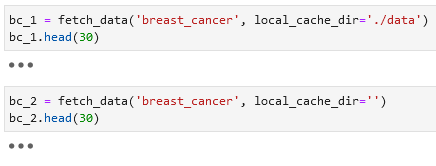 bc_1 = fetch_data('breast_cancer', local_cache_dir='./data')
bc_1.head(30)
•••
bc_2 = fetch_data('breast_cancer', local_cache_dir='')
bc_2.head(30)
•••